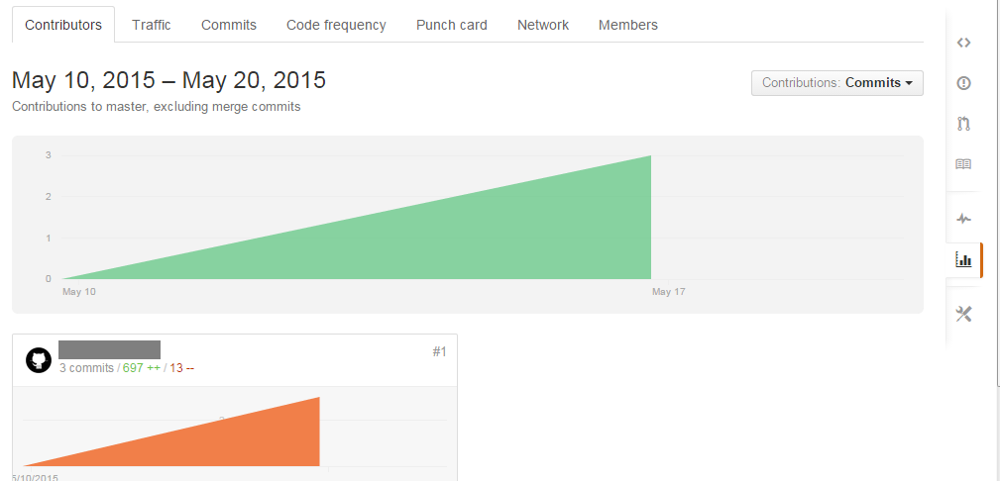 Contributors Traffic Commits Code frequency Punch card Network Members
May 10, 2015 – May 20, 2015
Contributions: Commits
Contributions to master, excluding merge commits
3
2
1
0
May 10 May 17
#1
3 commits / 697 ++ / 13 --
5/10/2015